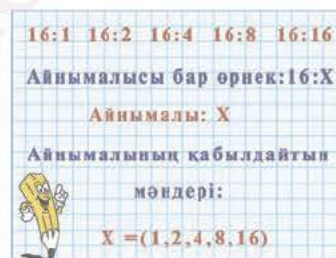 16:1 16:2 16:4 16:8 16:16
Айнымалысы бар өрнек:16:X
Айнымалы: X
Айнымалының қабылдайтын
мәндері:
X =(1,2,4,8,16)